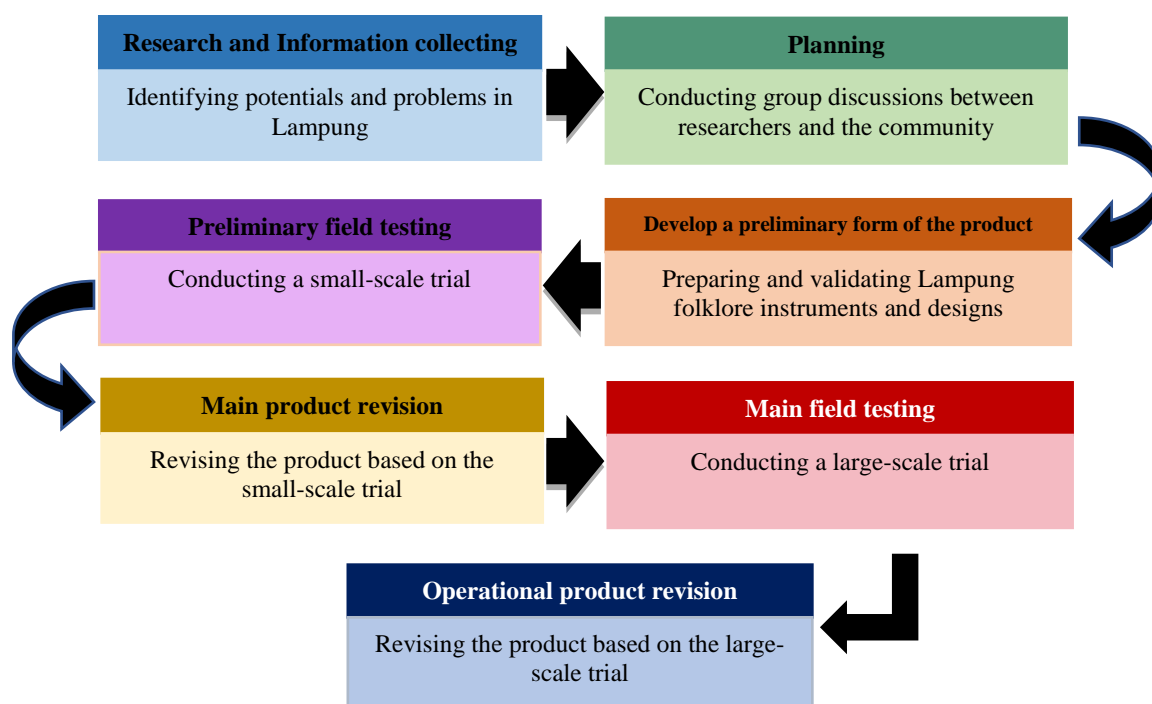 Research and Information collecting
Identifying potentials and problems in
Lampung
Planning
Conducting group discussions between
researchers and the community
Develop a preliminary form of the product
Preparing and validating Lampung
folklore instruments and designs
Preliminary field testing
Conducting a small-scale trial
Main product revision
Revising the product based on the
small-scale trial
Main field testing
Conducting a large-scale trial
Operational product revision
Revising the product based on the large-
scale trial